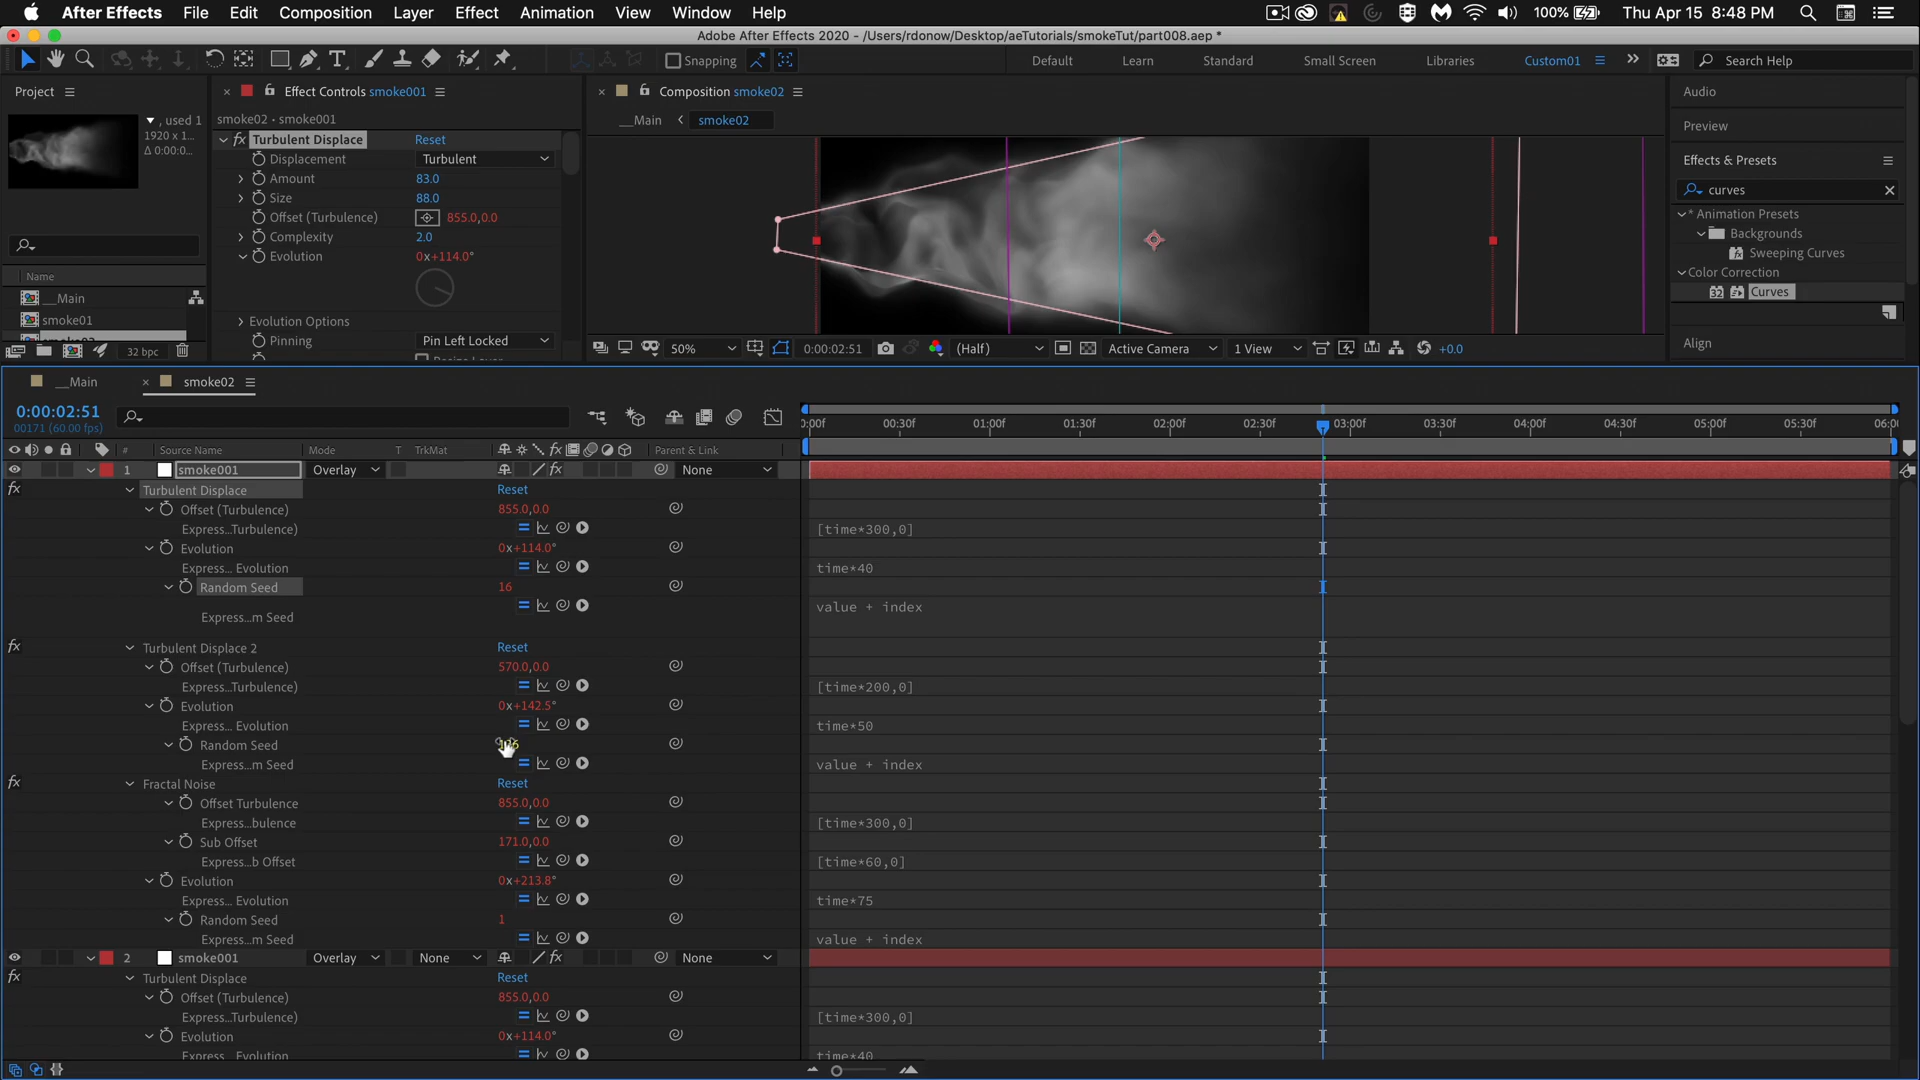 After Effects File Edit Composition Layer Effect Animation View Window Help 100% Thu Apr 15 8:48 PM
Adobe After Effects 2020 - /Users/rdonow/Desktop/aeTutorials/smokeTut/part008.aep *
Snapping Default Learn Standard Small Screen Libraries Custom01 Search Help
Project Effect Controls smoke001 Composition smoke02 Audio
smoke02 • smoke001 __Main smoke02
, used 1
1920 x 1...
Δ 0:00:0...
fx Turbulent Displace Reset
Displacement Turbulent
Amount 83.0
Size 88.0
Offset (Turbulence) 855.0,0.0
Complexity 2.0
Evolution 0x+114.0°
Evolution Options
Pinning Pin Left Locked
Name
__Main
smoke01
32 bpc
50% 0:00:02:51 (Half) Active Camera 1 View +0.0
Preview
Effects & Presets
curves
* Animation Presets
Backgrounds
Sweeping Curves
Color Correction
32 Curves
Align
__Main smoke02
0:00:02:51
00171 (60.00 fps)
:00f 00:30f 01:00f 01:30f 02:00f 02:30f 03:00f 03:30f 04:00f 04:30f 05:00f 05:30f 06:00
# Source Name Mode T TrkMat Parent & Link
1 smoke001 Overlay None
fx Turbulent Displace Reset
Offset (Turbulence) 855.0,0.0
Express...Turbulence) [time*300,0]
Evolution 0x+114.0°
Express... Evolution time*40
Random Seed 16
Express...m Seed value + index
fx Turbulent Displace 2 Reset
Offset (Turbulence) 570.0,0.0
Express...Turbulence) [time*200,0]
Evolution 0x+142.5°
Express... Evolution time*50
Random Seed
Express...m Seed value + index
fx Fractal Noise Reset
Offset Turbulence 855.0,0.0
Express...bulence [time*300,0]
Sub Offset 171.0,0.0
Express...b Offset [time*60,0]
Evolution 0x+213.8°
Express... Evolution time*75
Random Seed 1
Express...m Seed value + index
2 smoke001 Overlay None None
fx Turbulent Displace Reset
Offset (Turbulence) 855.0,0.0
Express...Turbulence) [time*300,0]
Evolution 0x+114.0°
Express... Evolution time*40